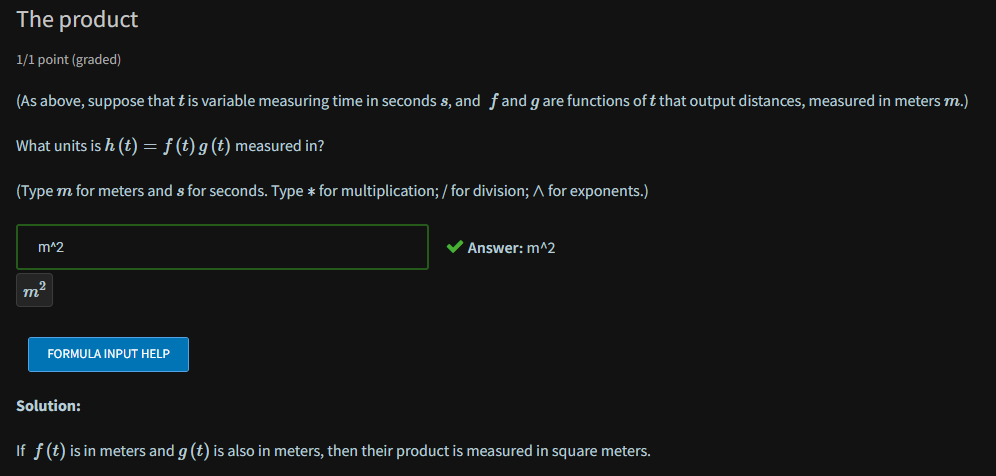 The product
1/1 point (graded)
(As above, suppose that t is variable measuring time in seconds s, and f and g are functions of t that output distances, measured in meters m.)
What units is h (t) = f (t) g (t) measured in?
(Type m for meters and s for seconds. Type * for multiplication; / for division; ∧ for exponents.)
m^2
✔ Answer: m^2
m²
FORMULA INPUT HELP
Solution:
If f (t) is in meters and g (t) is also in meters, then their product is measured in square meters.